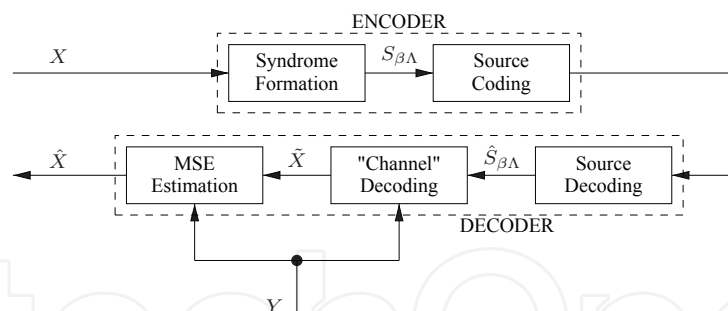 ENCODER
X
Syndrome
Formation
S_{βΛ}
Source
Coding
X̂
MSE
Estimation
X̃
"Channel"
Decoding
Ŝ_{βΛ}
Source
Decoding
DECODER
Y